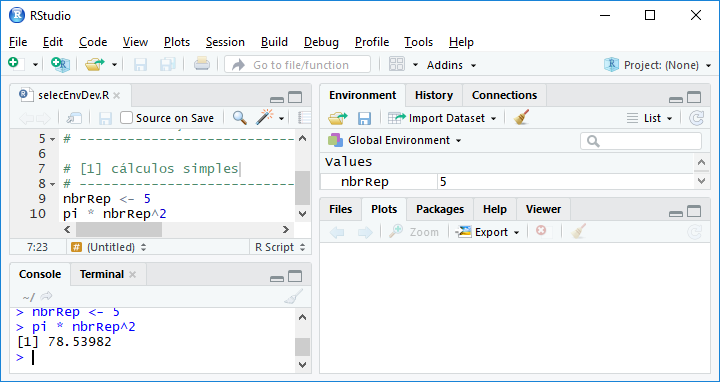 RStudio
File Edit Code View Plots Session Build Debug Profile Tools Help
Go to file/function Addins Project: (None)
selecEnvDev.R
Source on Save
5 # ----------------------------
6
7 # [1] cálculos simples
8 # ----------------------------
9 nbrRep <- 5
10 pi * nbrRep^2
7:23 # (Untitled) R Script
Console Terminal
~/
> nbrRep <- 5
> pi * nbrRep^2
[1] 78.53982
>
Environment History Connections
Import Dataset List
Global Environment
Values
nbrRep 5
Files Plots Packages Help Viewer
Zoom Export